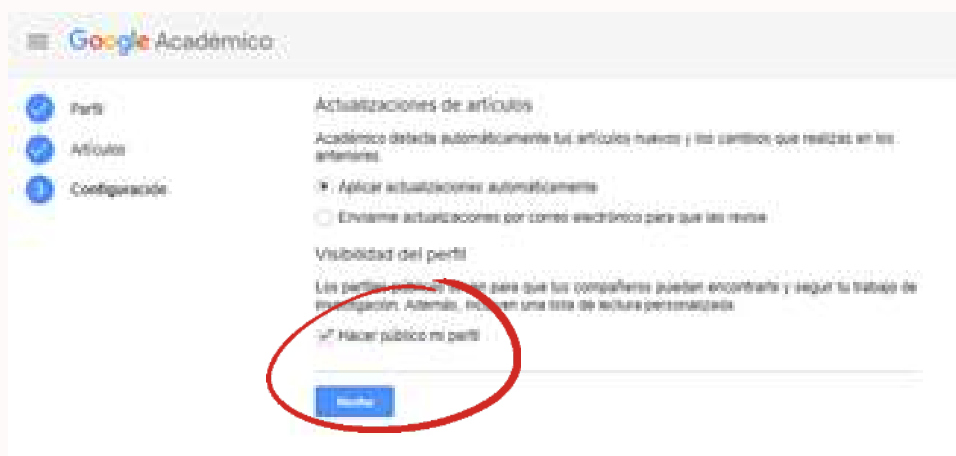 Google Académico
Perfil
Artículos
Configuración
Actualizaciones de artículos
Académico detecta automáticamente tus artículos nuevos y los cambios que realizas en los
anteriores.
Aplicar actualizaciones automáticamente
Enviarme actualizaciones por correo electrónico para que las revise
Visibilidad del perfil
Los perfiles públicos sirven para que tus compañeros puedan encontrarte y seguir tu trabajo de
investigación. Además, incluyen una lista de lectura personalizada
Hacer público mi perfil